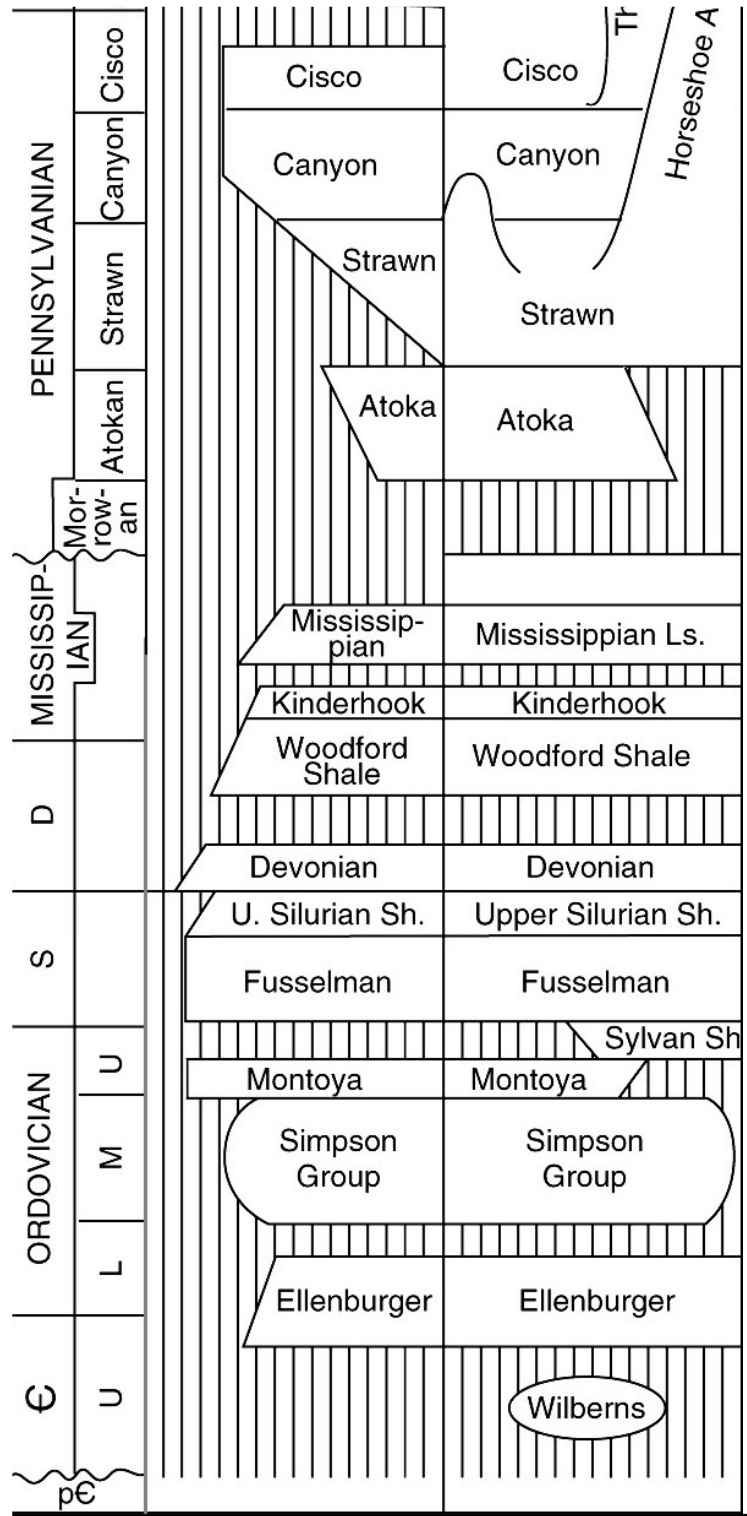 PENNSYLVANIAN
Cisco
Canyon
Strawn
Atokan
Mor-
row-
an
MISSISSIP-
IAN
D
S
ORDOVICIAN
U
M
L
Є
U
pЄ
Cisco
Canyon
Strawn
Atoka
Mississip-
pian
Kinderhook
Woodford
Shale
Devonian
U. Silurian Sh.
Fusselman
Montoya
Simpson
Group
Ellenburger
Th
Horseshoe A
Cisco
Canyon
Strawn
Atoka
Mississippian Ls.
Kinderhook
Woodford Shale
Devonian
Upper Silurian Sh.
Fusselman
Sylvan Sh
Montoya
Simpson
Group
Ellenburger
Wilberns